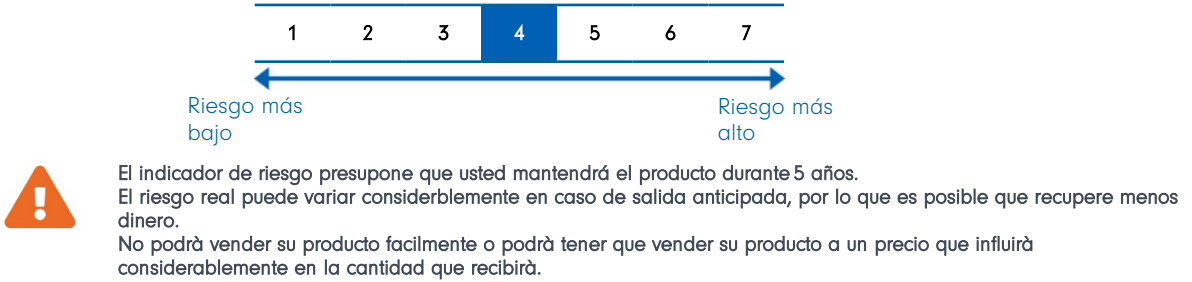 1 2 3 4 5 6 7
Riesgo más bajo
Riesgo más alto
El indicador de riesgo presupone que usted mantendrá el producto durante 5 años.
El riesgo real puede variar considerblemente en caso de salida anticipada, por lo que es posible que recupere menos
dinero.
No podrà vender su producto facilmente o podrà tener que vender su producto a un precio que influirà
considerablemente en la cantidad que recibirà.